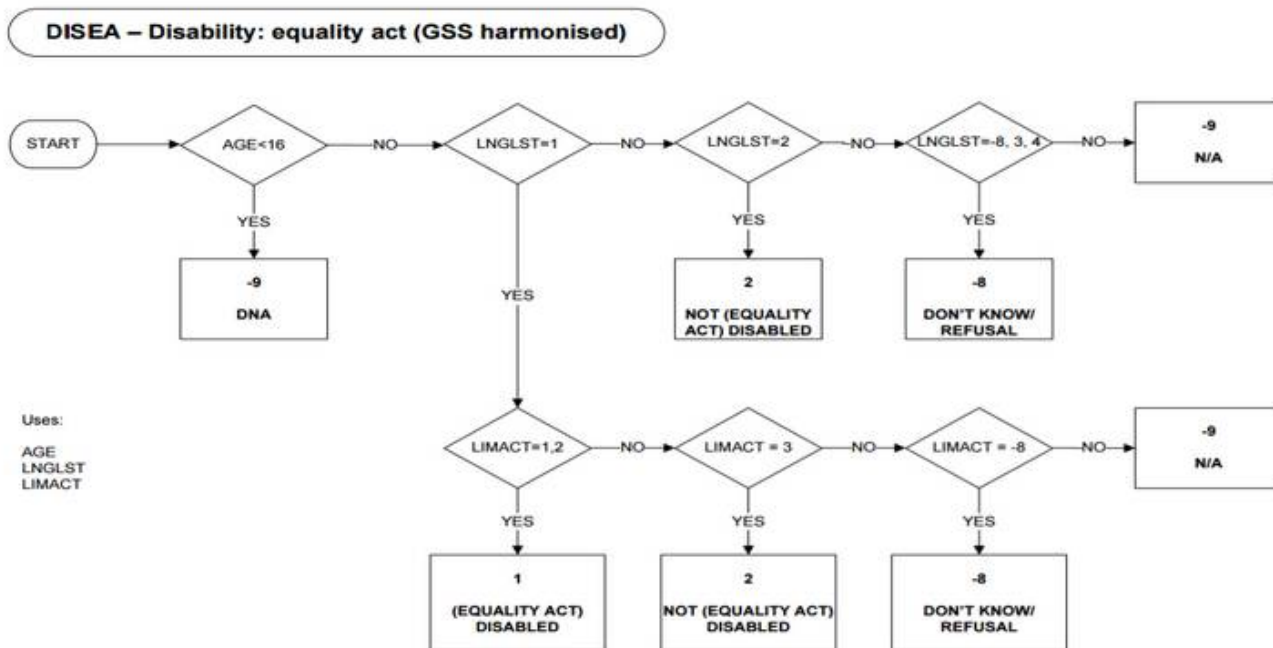 DISEA – Disability: equality act (GSS harmonised)
START
AGE<16
NO
LNGLST=1
NO
LNGLST=2
NO
LNGLST=-8, 3, 4
NO
-9
N/A
YES
YES
YES
YES
-9
DNA
2
NOT (EQUALITY
ACT) DISABLED
-8
DON'T KNOW/
REFUSAL
Uses:
AGE
LNGLST
LIMACT
LIMACT=1,2
NO
LIMACT = 3
NO
LIMACT = -8
NO
-9
N/A
YES
YES
YES
1
(EQUALITY ACT)
DISABLED
2
NOT (EQUALITY ACT)
DISABLED
-8
DON'T KNOW/
REFUSAL